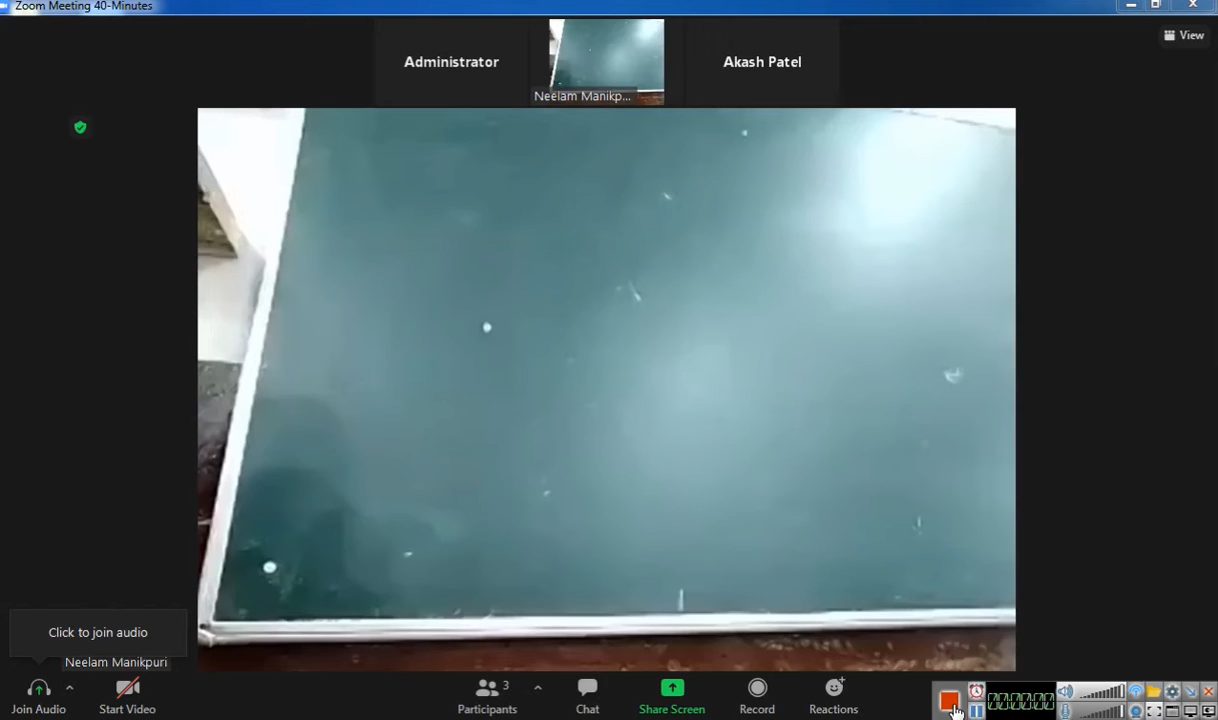 Zoom Meeting 40-Minutes
View
Administrator
Neelam Manikp...
Akash Patel
Click to join audio
Neelam Manikpuri
Join Audio
Start Video
Participants
3
Chat
Share Screen
Record
Reactions